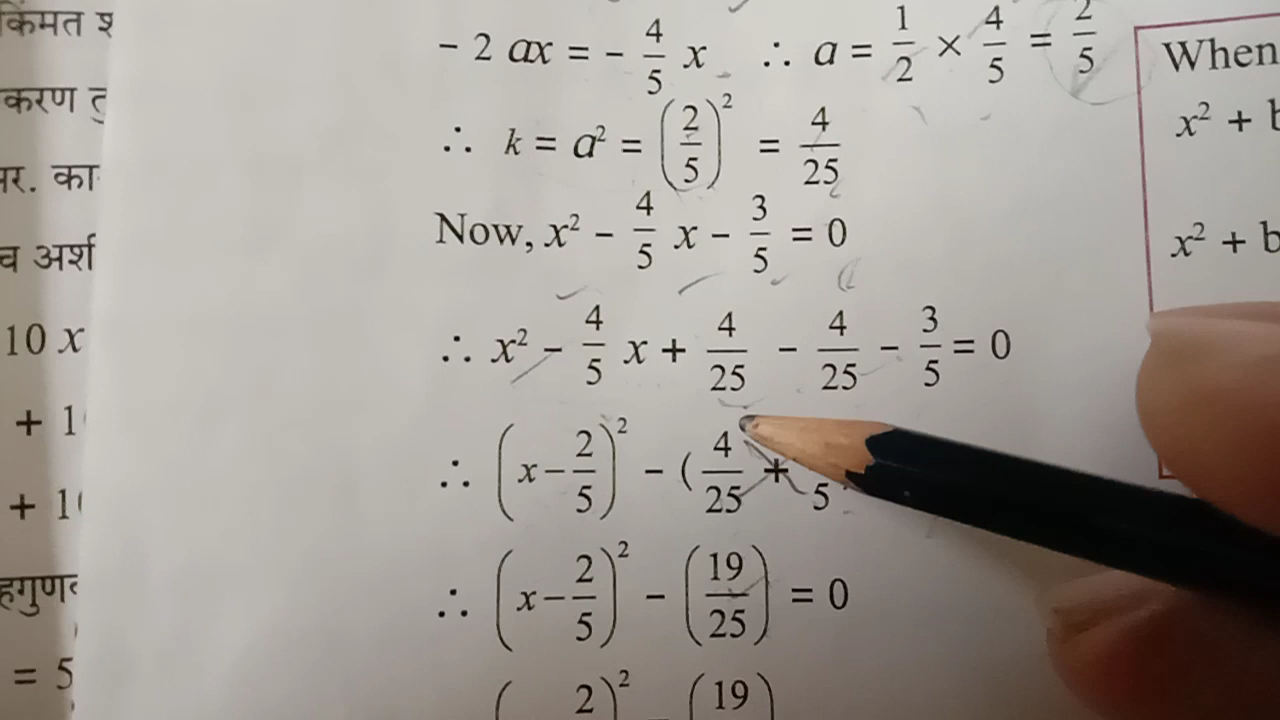 किंमत
- 2 ax = - 4/5 x ∴ a = 1/2 × 4/5 = 2/5
When
करण
∴ k = a² = (2/5)² = 4/25
x² + b
का
Now, x² - 4/5 x - 3/5 = 0
x² + b
व अर्श
10 x
∴ x² - 4/5 x + 4/25 - 4/25 - 3/5 = 0
+ 1
∴ (x - 2/5)² - (4/25 + 5
+ 1
∴ (x - 2/5)² - (19/25) = 0
= 5
2 ² - (19